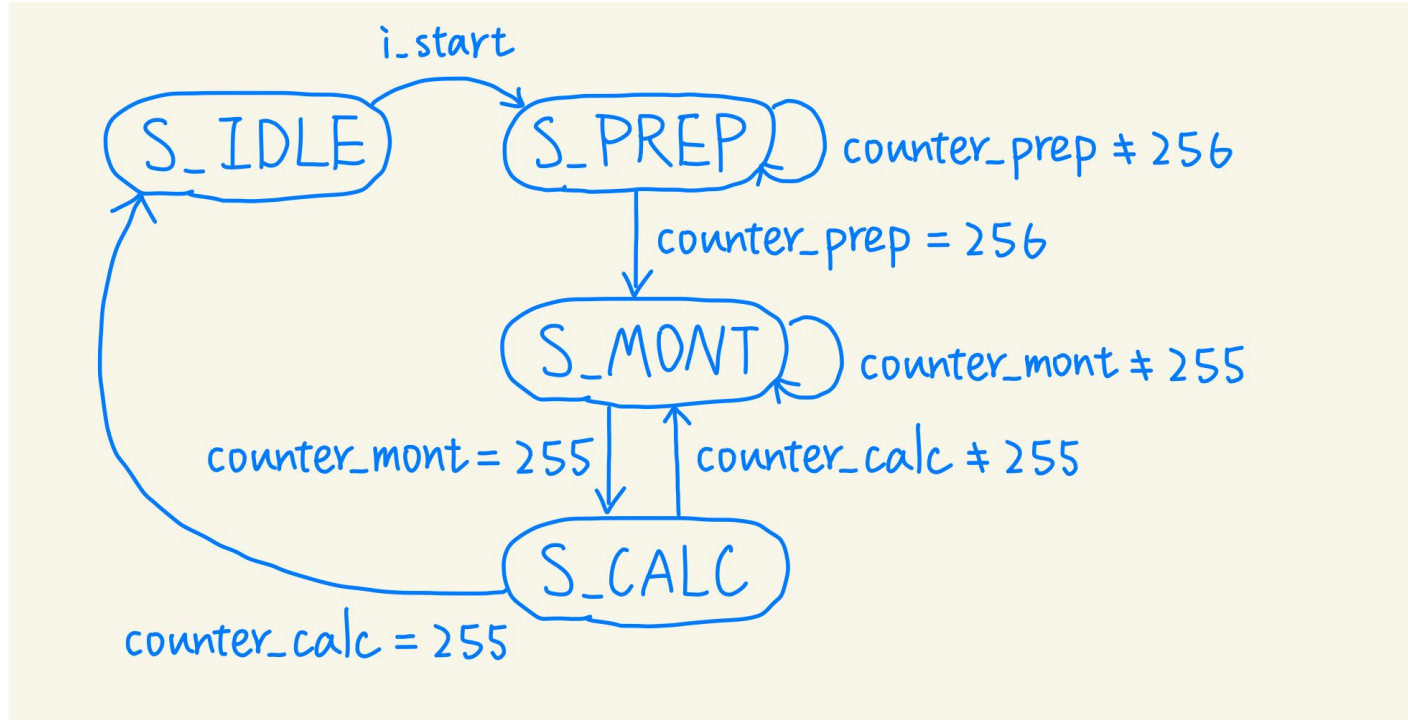 i_start
S_IDLE
S_PREP
counter_prep ≠ 256
counter_prep = 256
S_MONT
counter_mont ≠ 255
counter_mont = 255
counter_calc ≠ 255
S_CALC
counter_calc = 255